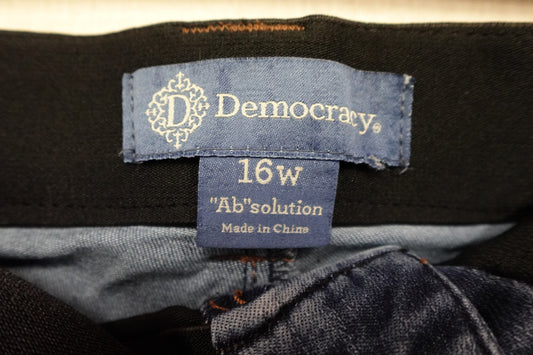 D Democracy®
16W
"Ab"solution
Made in China